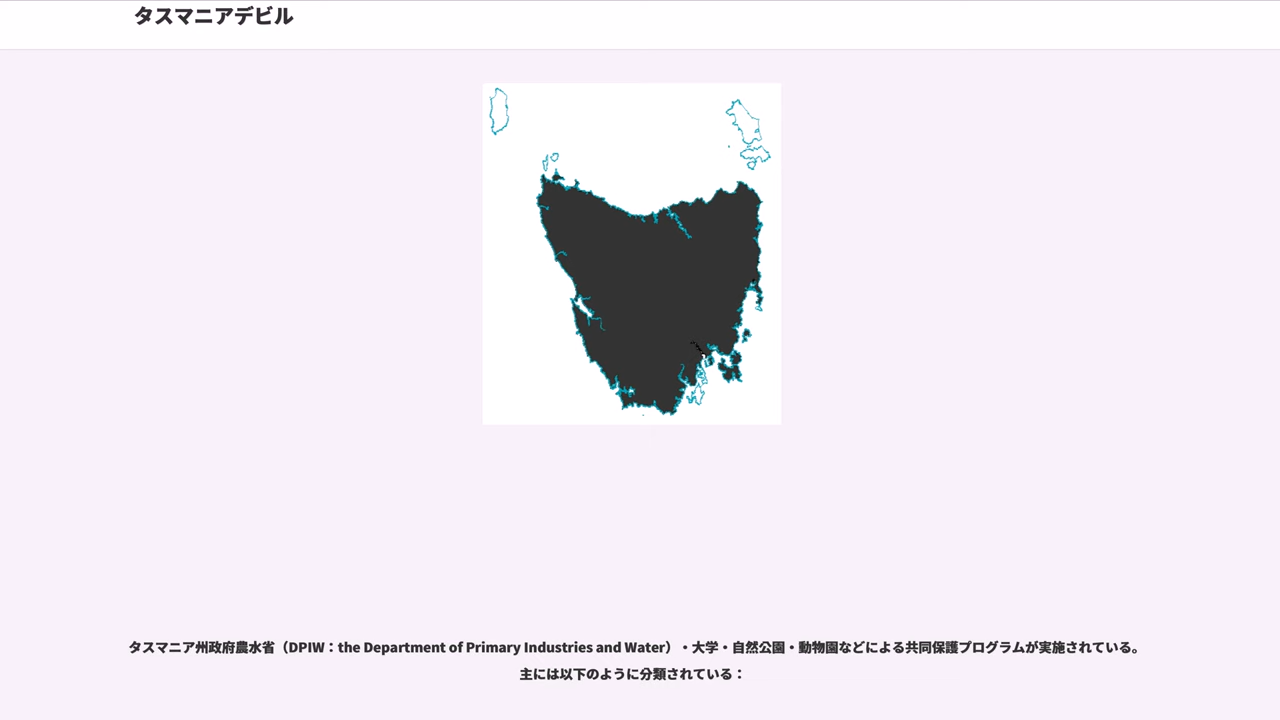 タスマニアデビル
タスマニア州政府農水省（DPIW：the Department of Primary Industries and Water）・大学・自然公園・動物園などによる共同保護プログラムが実施されている。
主には以下のように分類されている：